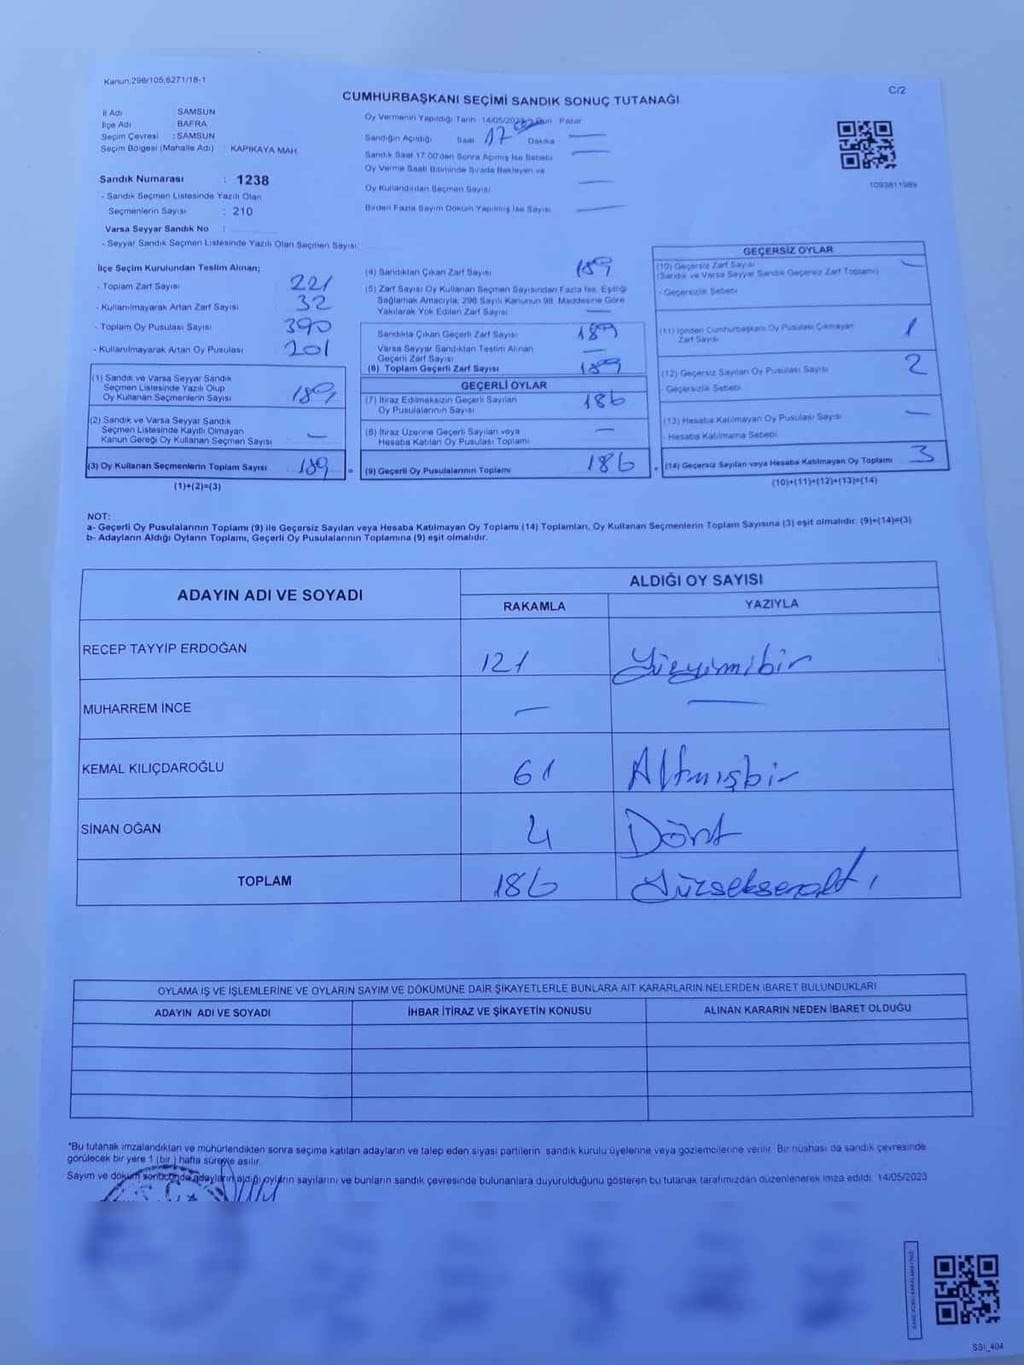 Kanun:298/105,6271/16-1
C/2
CUMHURBAŞKANI SEÇİMİ SANDIK SONUÇ TUTANAĞI
İl Adı : SAMSUN
İlçe Adı : BAFRA
Seçim Çevresi : SAMSUN
Seçim Bölgesi (Mahalle Adı) : KAPIKAYA MAH.
Sandık Numarası : 1238
- Sandık Seçmen Listesinde Yazılı Olan
Seçmenlerin Sayısı : 210
Varsa Seyyar Sandık No :
- Seyyar Sandık Seçmen Listesinde Yazılı Olan Seçmen Sayısı:
Oy Vermenin Yapıldığı Tarih 14/05/2023 Pazar
Sandığın Açıldığı Saat 17 Dakika —
Sandık Saat 17.00'den Sonra Açılmış İse Sebebi —
Oy Verme Saati Bitiminde Sırada Bekleyen ve
Oy Kullandırılan Seçmen Sayısı —
Birden Fazla Sayım Döküm Yapılmış İse Sayısı —
1093811989
İlçe Seçim Kurulundan Teslim Alınan;
- Toplam Zarf Sayısı 221
- Kullanılmayarak Artan Zarf Sayısı 32
- Toplam Oy Pusulası Sayısı 390
- Kullanılmayarak Artan Oy Pusulası 201
(1) Sandık ve Varsa Seyyar Sandık
Seçmen Listesinde Yazılı Olup
Oy Kullanan Seçmenlerin Sayısı 189
(2) Sandık ve Varsa Seyyar Sandık
Seçmen Listesinde Kayıtlı Olmayan
Kanun Gereği Oy Kullanan Seçmen Sayısı —
(3) Oy Kullanan Seçmenlerin Toplam Sayısı 189 =
(1)+(2)=(3)
(4) Sandıktan Çıkan Zarf Sayısı 189
(5) Zarf Sayısı Oy Kullanan Seçmen Sayısından Fazla İse, Eşitliği
Sağlamak Amacıyla; 298 Sayılı Kanunun 98. Maddesine Göre
Yakılarak Yok Edilen Zarf Sayısı —
Sandıkta Çıkan Geçerli Zarf Sayısı 189
Varsa Seyyar Sandıktan Teslim Alınan
Geçerli Zarf Sayısı —
(6) Toplam Geçerli Zarf Sayısı 189
GEÇERLİ OYLAR
(7) İtiraz Edilmeksizin Geçerli Sayılan
Oy Pusulalarının Sayısı 186
(8) İtiraz Üzerine Geçerli Sayılan veya
Hesaba Katılan Oy Pusulası Toplamı —
(9) Geçerli Oy Pusulalarının Toplamı 186 +
GEÇERSİZ OYLAR
(10) Geçersiz Zarf Sayısı —
(Sandık ve Varsa Seyyar Sandık Geçersiz Zarf Toplamı)
- Geçersizlik Sebebi
(11) İçinden Cumhurbaşkanı Oy Pusulası Çıkmayan
Zarf Sayısı 1
(12) Geçersiz Sayılan Oy Pusulası Sayısı 2
- Geçersizlik Sebebi
(13) Hesaba Katılmayan Oy Pusulası Sayısı —
- Hesaba Katılmama Sebebi
(14) Geçersiz Sayılan veya Hesaba Katılmayan Oy Toplamı 3
(10)+(11)+(12)+(13)=(14)
NOT:
a- Geçerli Oy Pusulalarının Toplamı (9) ile Geçersiz Sayılan veya Hesaba Katılmayan Oy Toplamı (14) Toplamları, Oy Kullanan Seçmenlerin Toplam Sayısına (3) eşit olmalıdır. (9)+(14)=(3)
b- Adayların Aldığı Oyların Toplamı, Geçerli Oy Pusulalarının Toplamına (9) eşit olmalıdır.
ADAYIN ADI VE SOYADI
ALDIĞI OY SAYISI
RAKAMLA YAZIYLA
RECEP TAYYİP ERDOĞAN 121 Yüzyirmibir
MUHARREM İNCE — —
KEMAL KILIÇDAROĞLU 61 Altmışbir
SİNAN OĞAN 4 Dört
TOPLAM 186 Yüzseksenaltı
OYLAMA İŞ VE İŞLEMLERİNE VE OYLARIN SAYIM VE DÖKÜMÜNE DAİR ŞİKAYETLERLE BUNLARA AİT KARARLARIN NELERDEN İBARET BULUNDUKLARI
ADAYIN ADI VE SOYADI İHBAR İTİRAZ VE ŞİKAYETİN KONUSU ALINAN KARARIN NEDEN İBARET OLDUĞU
*Bu tutanak imzalandıktan ve mühürlendikten sonra seçime katılan adayların ve talep eden siyasi partilerin sandık kurulu üyelerine veya gözlemcilerine verilir. Bir nüshası da sandık çevresinde
görülecek bir yere 1 (bir) hafta süreyle asılır.
Sayım ve döküm sonucunda adayların aldığı oyların sayılarını ve bunların sandık çevresinde bulunanlara duyurulduğunu gösteren bu tutanak tarafımızdan düzenlenerek imza edildi. 14/05/2023
SSI_404